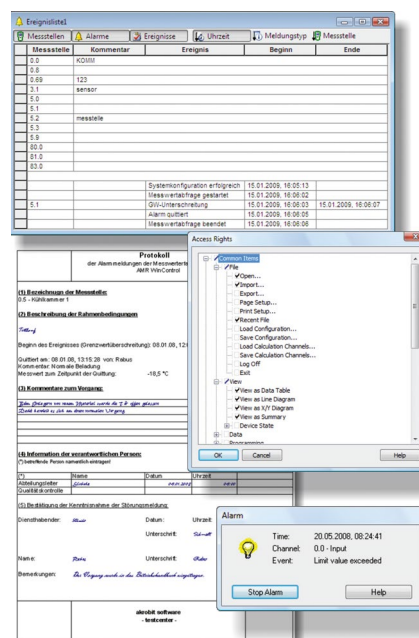 Ereignisliste1
Messstellen Alarme Ereignisse Uhrzeit Meldungstyp Messstelle
Messstelle Kommentar Ereignis Beginn Ende
0.0 KOMM
0.8
0.69 123
3.1 sensor
5.0
5.1
5.2 messtelle
5.3
5.9
80.0
81.0
83.0
Systemkonfiguration erfolgreich 15.01.2009, 16:05:13
Messwertabfrage gestartet 15.01.2009, 16:06:02
5.1 GW-Unterschreitung 15.01.2009, 16:06:03 15.01.2009, 16:06:07
Alarm quittiert 15.01.2009, 16:06:05
Messwertabfrage beendet 15.01.2009, 16:06:08
Protokoll
der Alarmmeldungen der Messwerterfa
AMR WinControl
(1) Bezeichnung der Messstelle:
0.5 - Kühlkammer 1
(2) Beschreibung der Rahmenbedingungen
Beginn des Ereignisses (Grenzwertüberschreitung): 08.01.08, 12:
Quittiert am: 08.01.08, 13:15:28 von: Rabus
Kommentar: Normale Beladung
Messwert zum Zeitpunkt der Quittung: -18,5 °C
(3) Kommentare zum Vorgang:
(4) Information der verantwortlichen Person:
(*) betreffende Person namentlich eintragen!
(*) Name Datum Uhrzeit
Abteilungsleiter
Qualitätskontrolle
(5) Bestätigung der Kenntnisnahme der Störungsmeldung:
Diensthabender: Datum: Uhrzeit:
Unterschrift:
Name: Unterschrift:
Bemerkungen:
akrobit software
- testcenter -
Access Rights
Common Items
File
Open...
Import...
Export...
Page Setup...
Print Setup...
Recent File
Load Configuration...
Save Configuration...
Load Calculation Channels...
Save Calculation Channels...
Log Off
Exit
View
View as Data Table
View as Line Diagram
View as X/Y Diagram
View as Summary
Device State
Data
Programming
OK Cancel Help
Alarm
Time: 20.05.2008, 08:24:41
Channel: 0.0 - Input
Event: Limit value exceeded
Stop Alarm Help